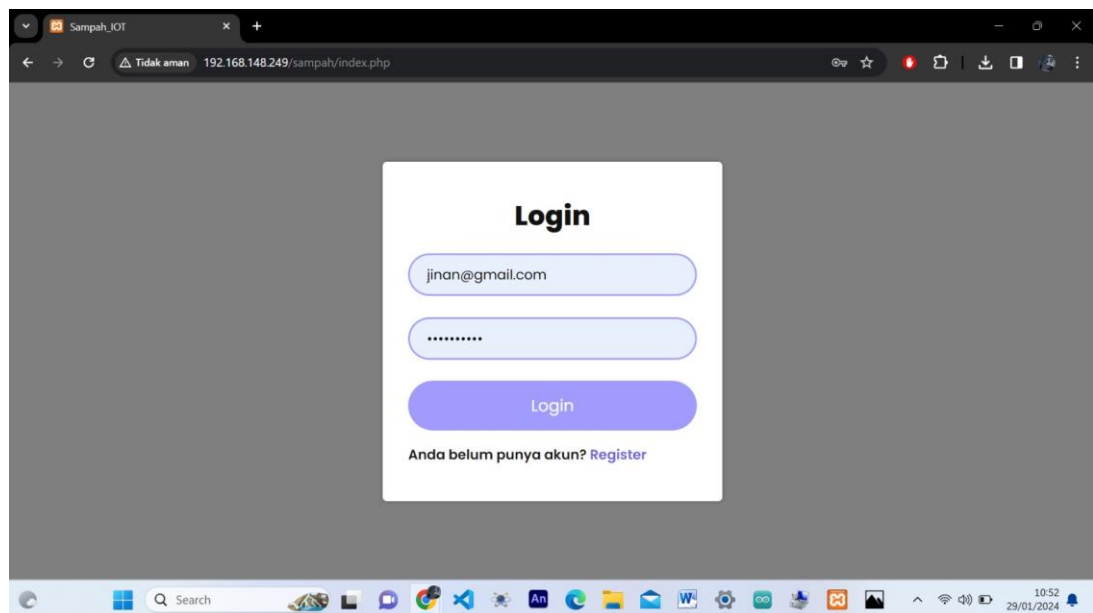 Sampah_IOT
Tidak aman 192.168.148.249/sampah/index.php
Login
jinan@gmail.com
••••••••••
Login
Anda belum punya akun? Register
Search
An
W
10:52
29/01/2024